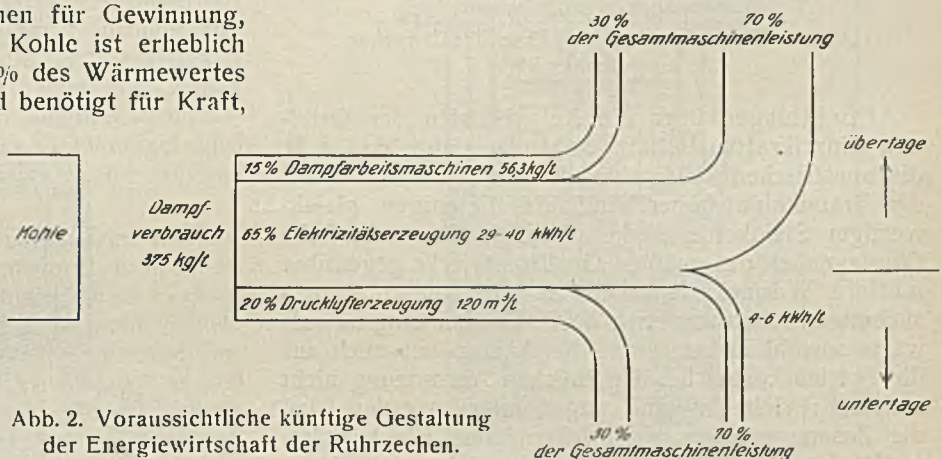 nen für Gewinnung,
Kohle ist erheblich
% des Wärmewertes
d benötigt für Kraft,
30 % 70 %
der Gesamtmaschinenleistung
übertage
15 % Dampfarbeitsmaschinen 56,3 kg/t
Kohle
Dampf-
verbrauch
375 kg/t
65 % Elektrizitätserzeugung 29-40 kWh/t
20 % Drucklufterzeugung 120 m³/t
4-6 kWh/t
untertage
30 % 70 %
der Gesamtmaschinenleistung
Abb. 2. Voraussichtliche künftige Gestaltung
der Energiewirtschaft der Ruhrzechen.